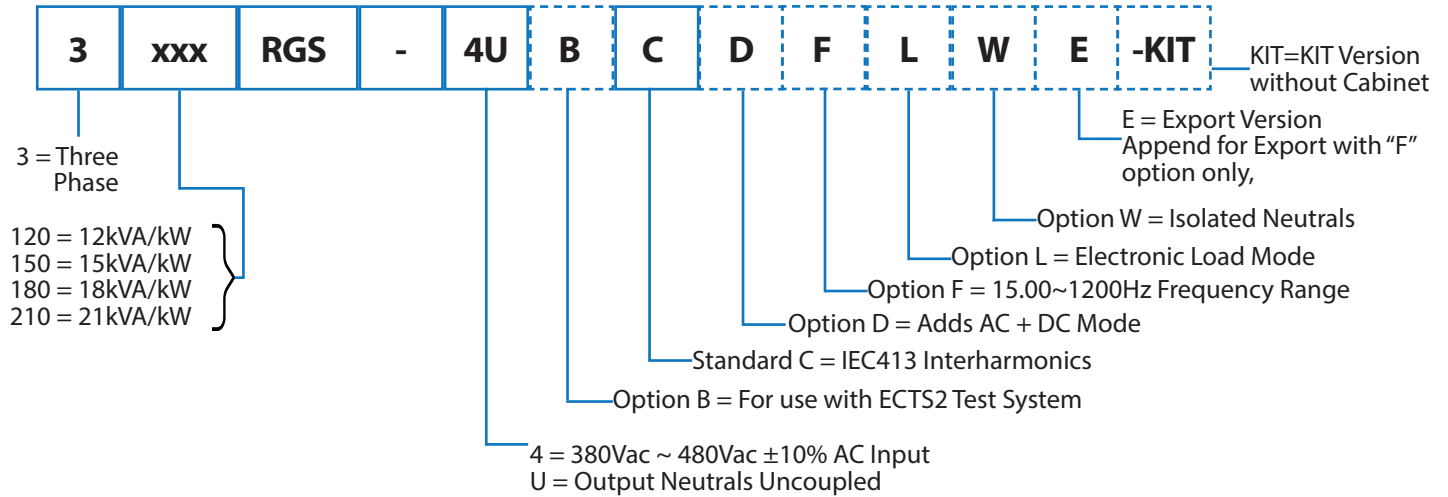 3 xxx RGS - 4U B C D F L W E -KIT
KIT=KIT Version
without Cabinet
E = Export Version
Append for Export with “F”
option only,
3 = Three
Phase
Option W = Isolated Neutrals
120 = 12kVA/kW
150 = 15kVA/kW
180 = 18kVA/kW
210 = 21kVA/kW
Option L = Electronic Load Mode
Option F = 15.00~1200Hz Frequency Range
Option D = Adds AC + DC Mode
Standard C = IEC413 Interharmonics
Option B = For use with ECTS2 Test System
4 = 380Vac ~ 480Vac ±10% AC Input
U = Output Neutrals Uncoupled